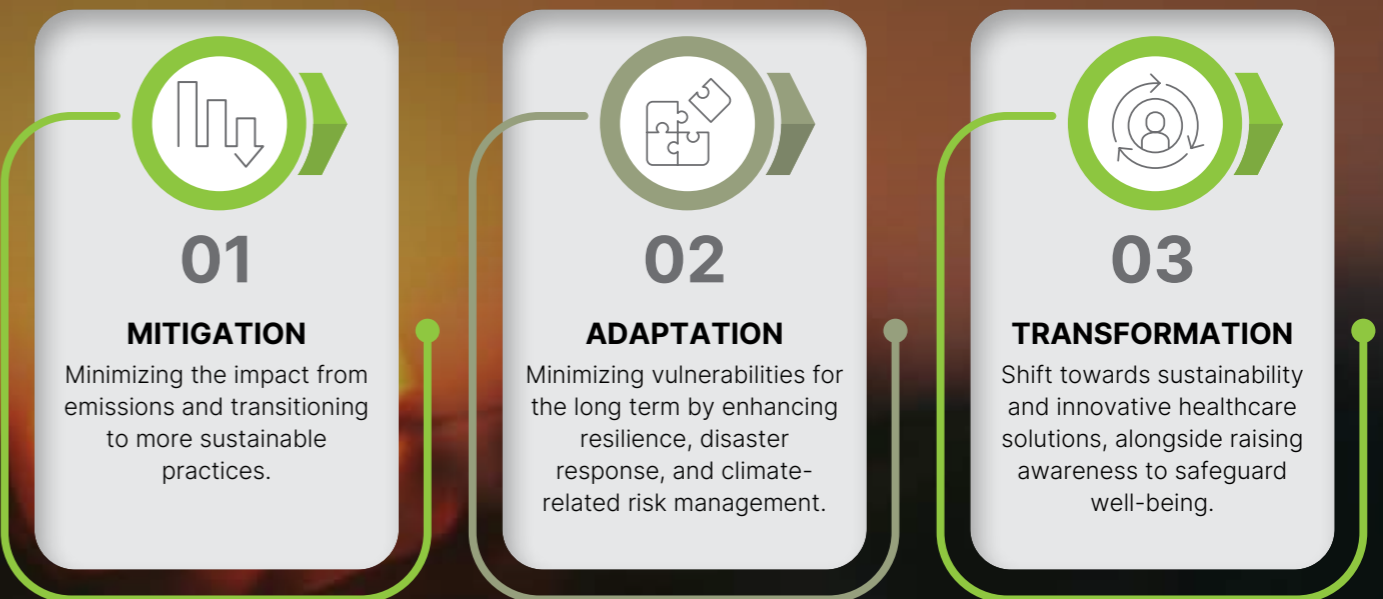 01
MITIGATION
Minimizing the impact from
emissions and transitioning
to more sustainable
practices.
02
ADAPTATION
Minimizing vulnerabilities for
the long term by enhancing
resilience, disaster
response, and climate-
related risk management.
03
TRANSFORMATION
Shift towards sustainability
and innovative healthcare
solutions, alongside raising
awareness to safeguard
well-being.